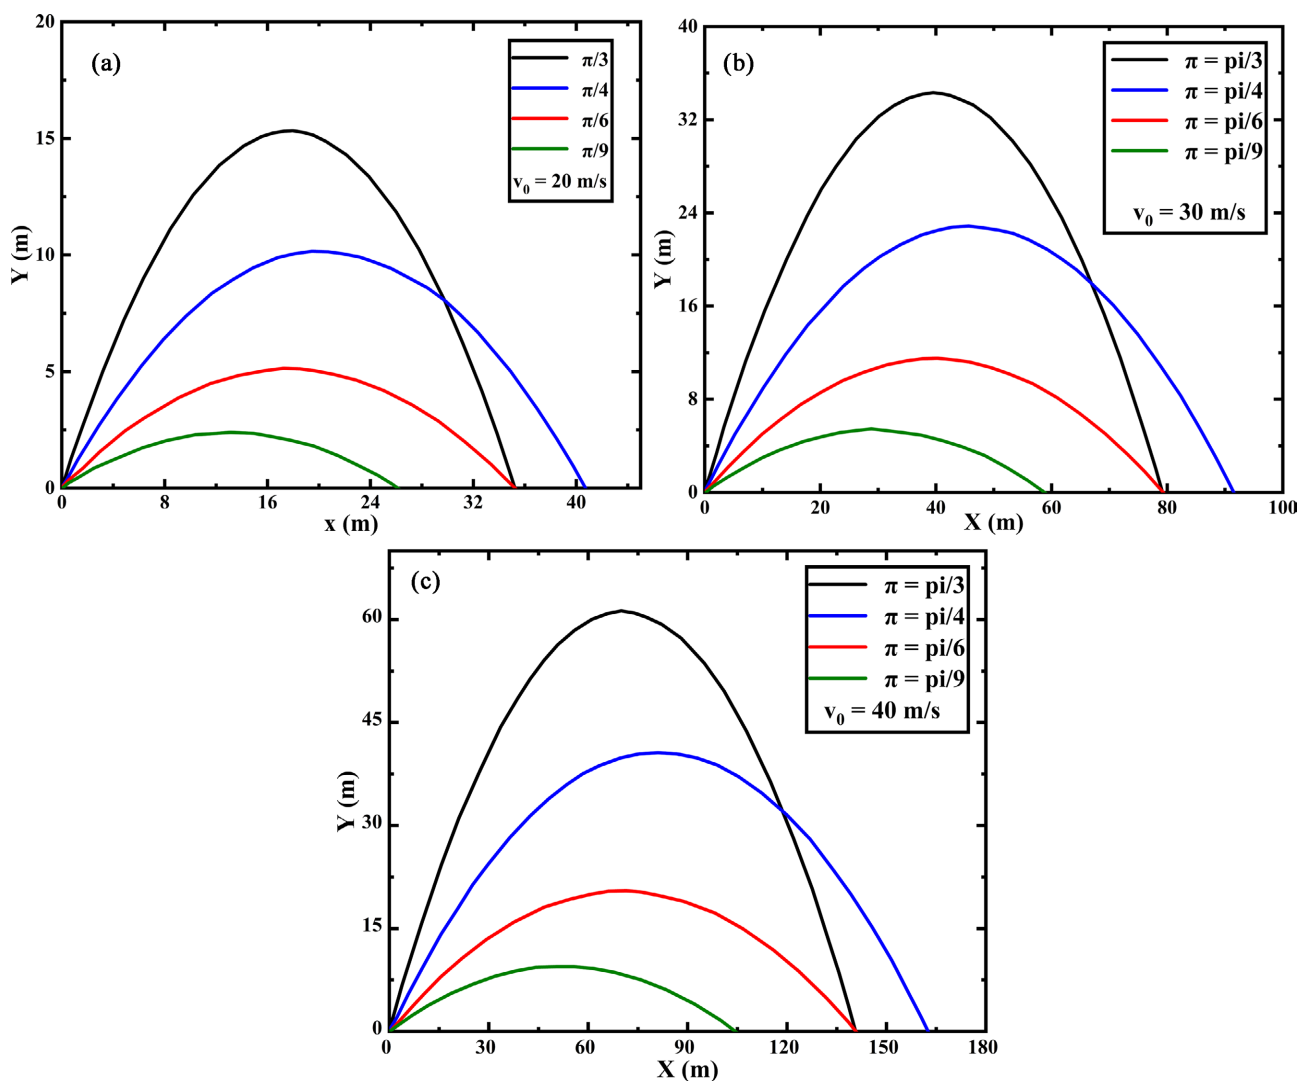 (a)
π/3
π/4
π/6
π/9
v0 = 20 m/s
20
15
10
5
0
Y (m)
0
8
16
24
32
40
x (m)
(b)
π = pi/3
π = pi/4
π = pi/6
π = pi/9
v0 = 30 m/s
40
32
24
16
8
0
Y (m)
0
20
40
60
80
100
X (m)
(c)
π = pi/3
π = pi/4
π = pi/6
π = pi/9
v0 = 40 m/s
60
45
30
15
0
Y (m)
0
30
60
90
120
150
180
X (m)